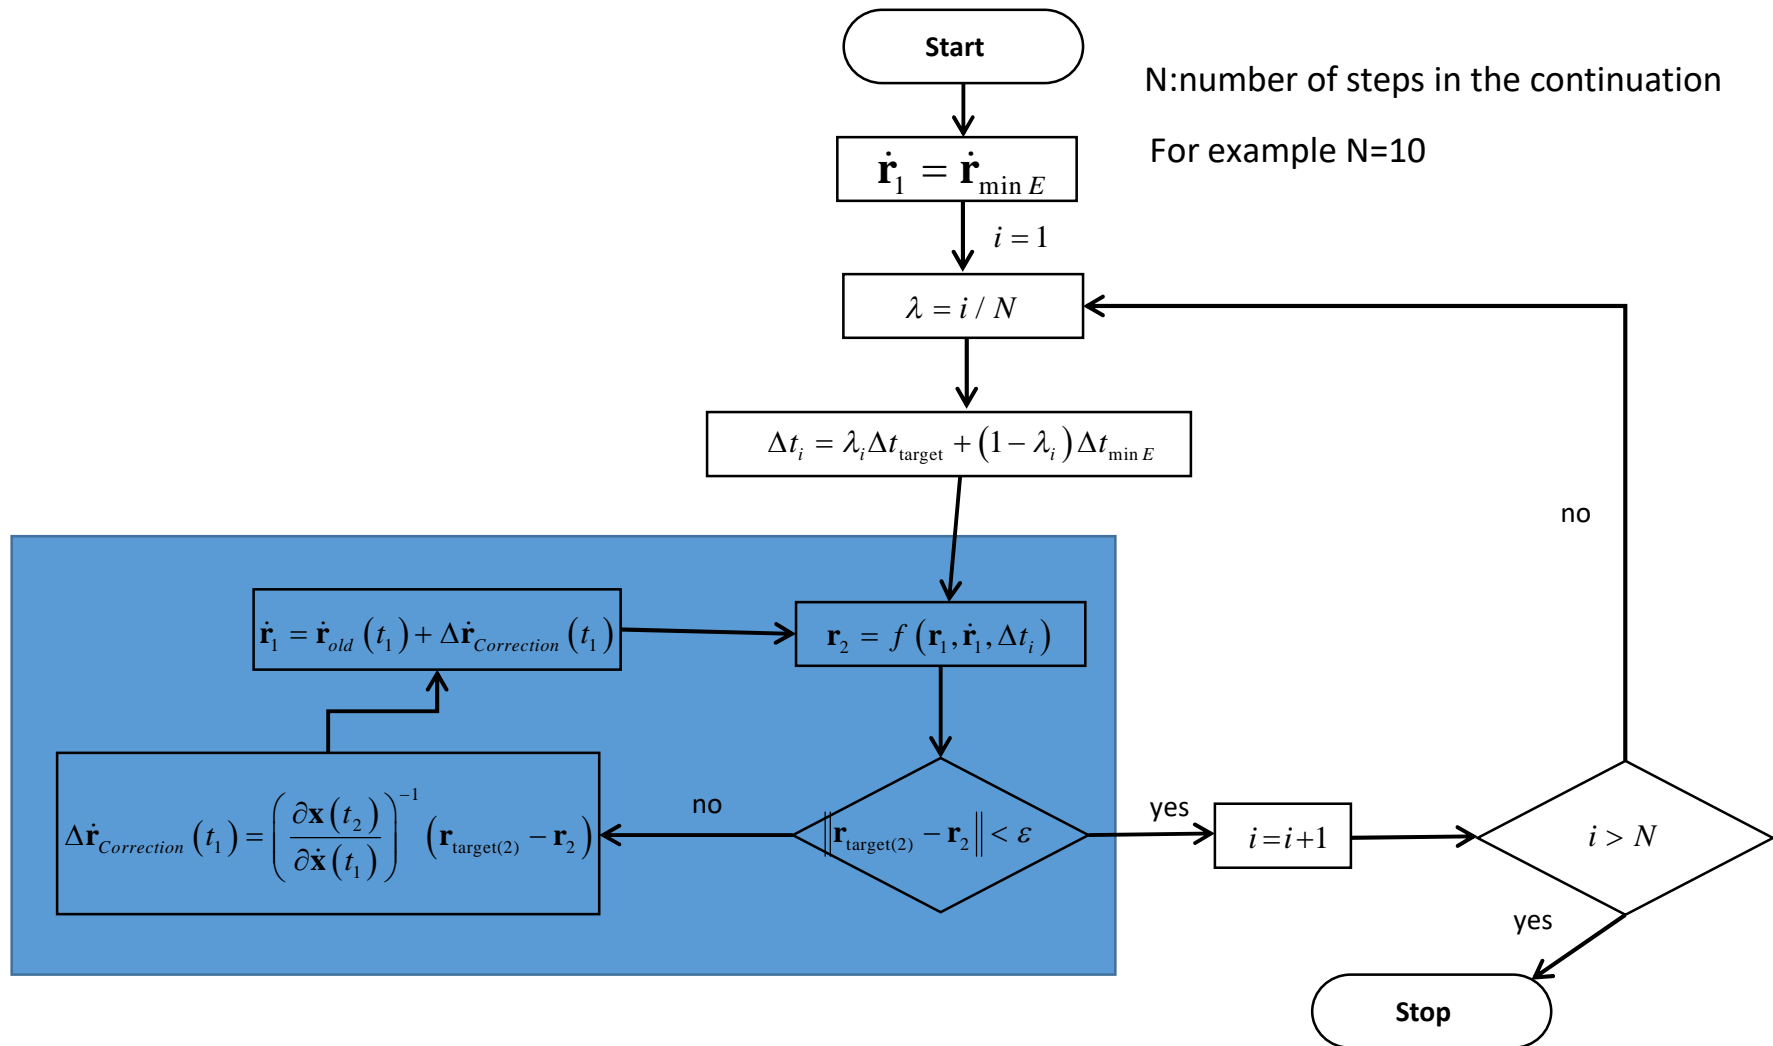 Start
N:number of steps in the continuation
For example N=10
ṙ₁ = ṙ_min E
i = 1
λ = i / N
Δt_i = λ_i Δt_target + (1 − λ_i) Δt_min E
no
ṙ₁ = ṙ_old (t₁) + Δṙ_Correction (t₁)
r₂ = f (r₁, ṙ₁, Δt_i)
Δṙ_Correction (t₁) = (∂x(t₂) / ∂ẋ(t₁))⁻¹ (r_target(2) − r₂)
no
‖r_target(2) − r₂‖ < ε
yes
i=i+1
i > N
yes
Stop